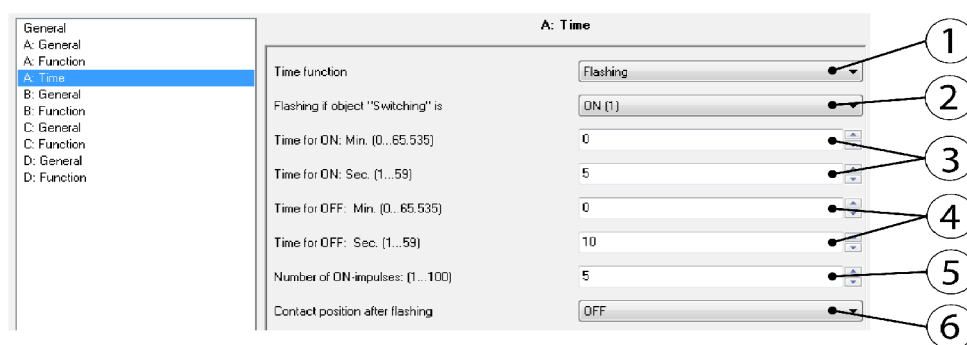 General
A: General
A: Function
A: Time
B: General
B: Function
C: General
C: Function
D: General
D: Function
A: Time
Time function Flashing 1
Flashing if object "Switching" is ON (1) 2
Time for ON: Min. (0...65.535) 0
3
Time for ON: Sec. (1...59) 5
Time for OFF: Min. (0...65.535) 0
4
Time for OFF: Sec. (1...59) 10
Number of ON-impulses: (1...100) 5 5
Contact position after flashing OFF 6